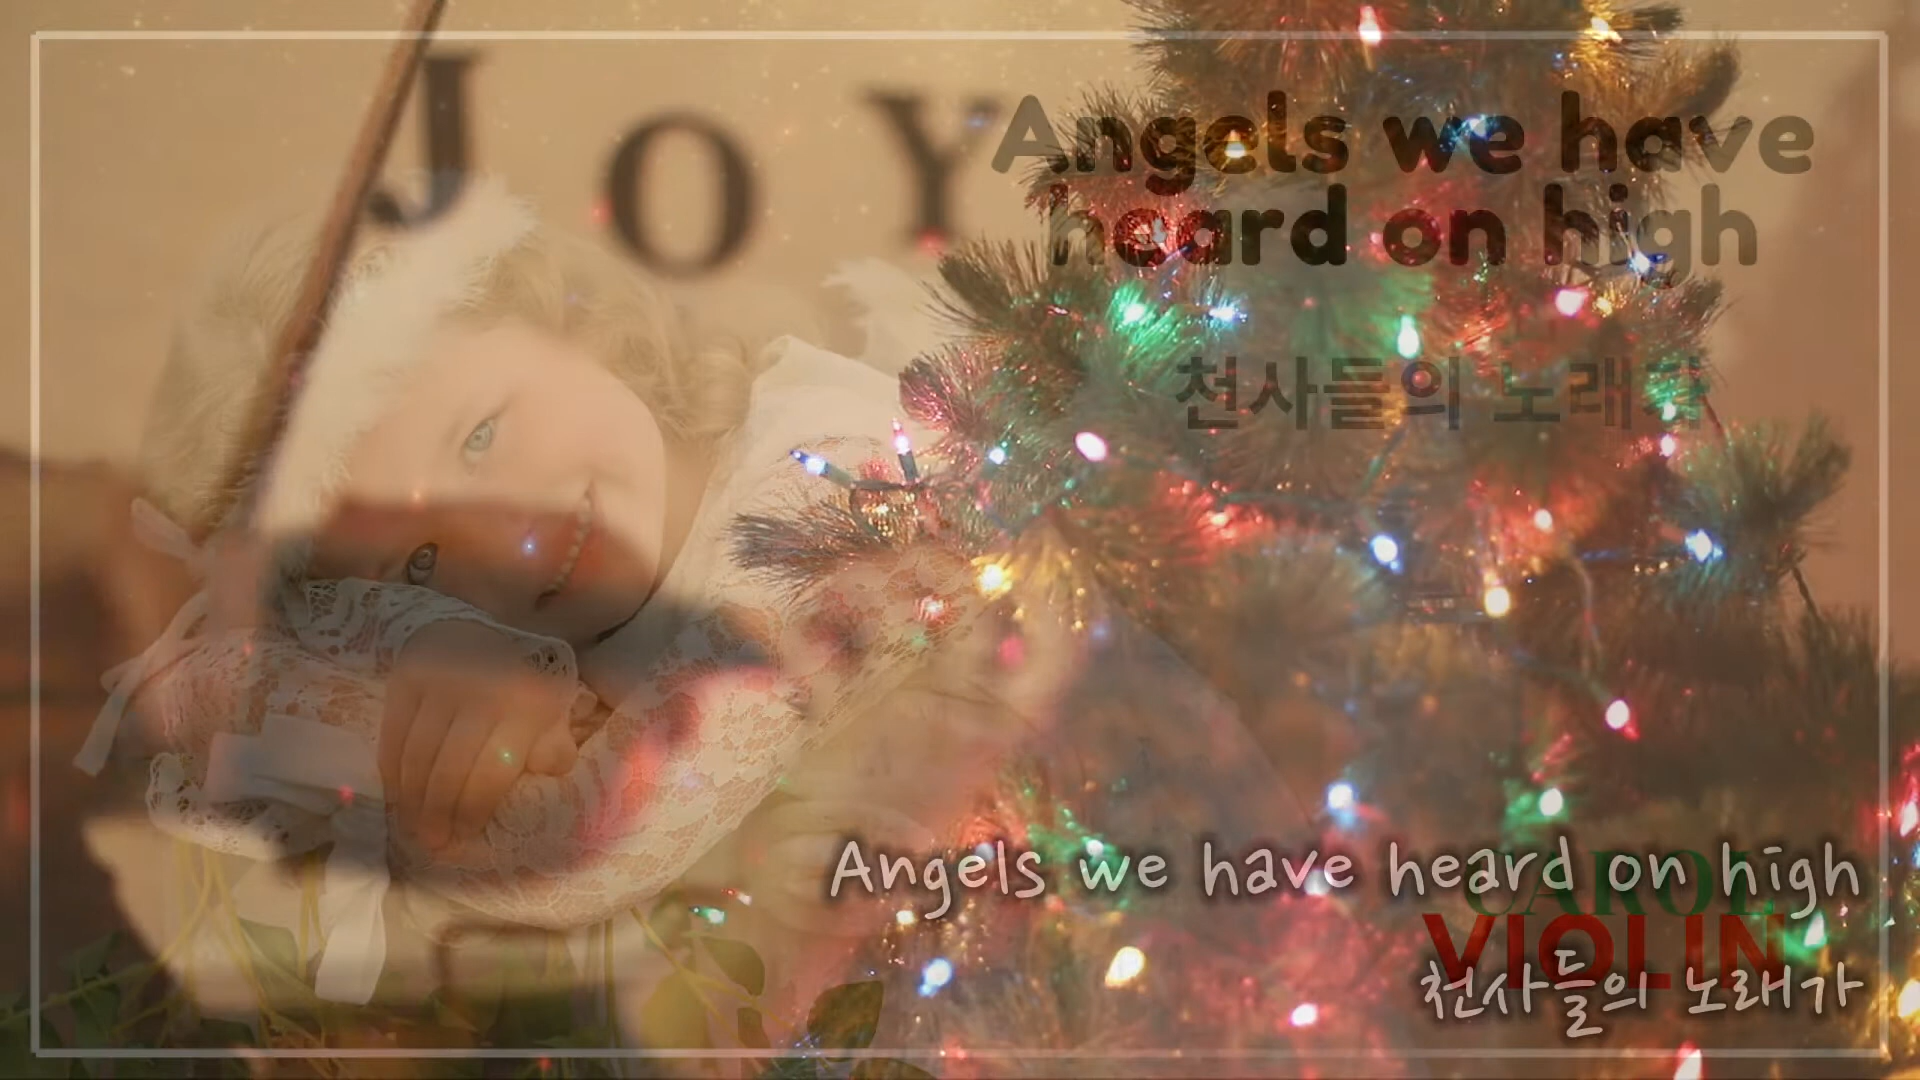 JOY
Angels we have
heard on high
천사들의 노래가
Angels we have heard on high
CAROL
VIOLIN
천사들의 노래가